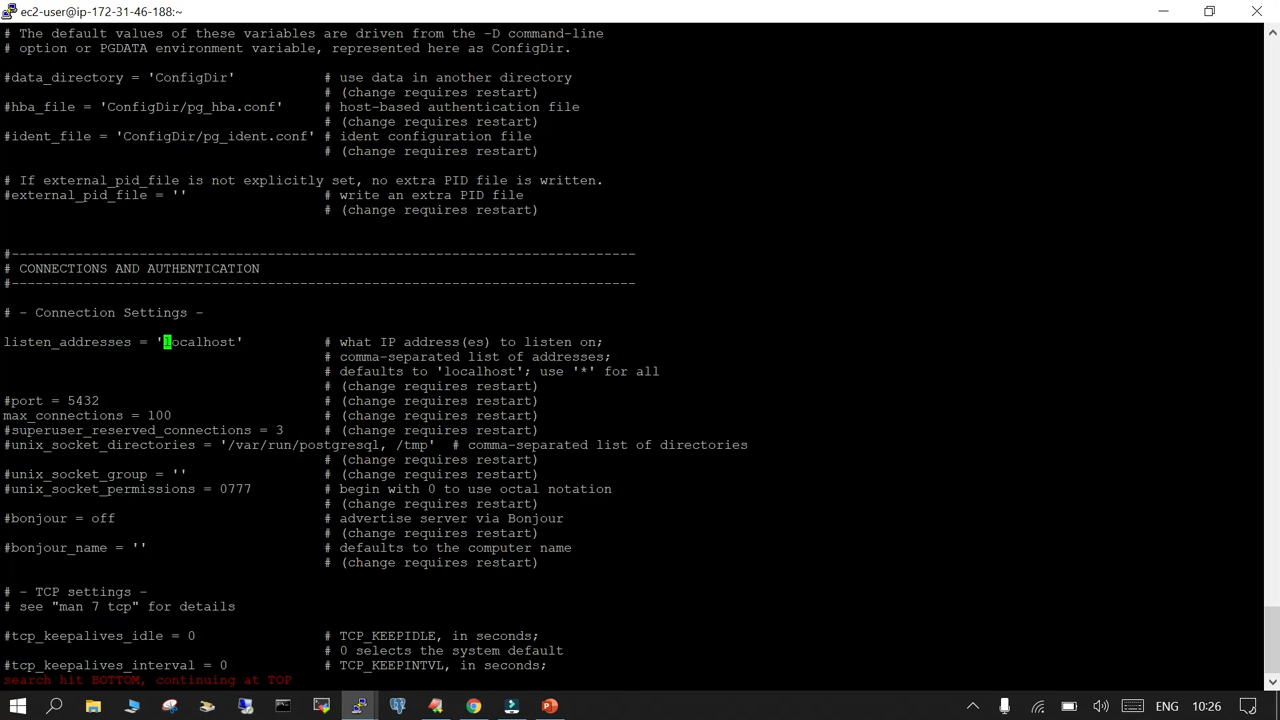 ec2-user@ip-172-31-46-188:~
# The default values of these variables are driven from the -D command-line
# option or PGDATA environment variable, represented here as ConfigDir.
#data_directory = 'ConfigDir' # use data in another directory
# (change requires restart)
#hba_file = 'ConfigDir/pg_hba.conf' # host-based authentication file
# (change requires restart)
#ident_file = 'ConfigDir/pg_ident.conf' # ident configuration file
# (change requires restart)
# If external_pid_file is not explicitly set, no extra PID file is written.
#external_pid_file = '' # write an extra PID file
# (change requires restart)
#------------------------------------------------------------------------------
# CONNECTIONS AND AUTHENTICATION
#------------------------------------------------------------------------------
# - Connection Settings -
listen_addresses = 'localhost' # what IP address(es) to listen on;
# comma-separated list of addresses;
# defaults to 'localhost'; use '*' for all
# (change requires restart)
#port = 5432 # (change requires restart)
max_connections = 100 # (change requires restart)
#superuser_reserved_connections = 3 # (change requires restart)
#unix_socket_directories = '/var/run/postgresql, /tmp' # comma-separated list of directories
# (change requires restart)
#unix_socket_group = '' # (change requires restart)
#unix_socket_permissions = 0777 # begin with 0 to use octal notation
# (change requires restart)
#bonjour = off # advertise server via Bonjour
# (change requires restart)
#bonjour_name = '' # defaults to the computer name
# (change requires restart)
# - TCP settings -
# see "man 7 tcp" for details
#tcp_keepalives_idle = 0 # TCP_KEEPIDLE, in seconds;
# 0 selects the system default
#tcp_keepalives_interval = 0 # TCP_KEEPINTVL, in seconds;
search hit BOTTOM, continuing at TOP
ENG 10:26